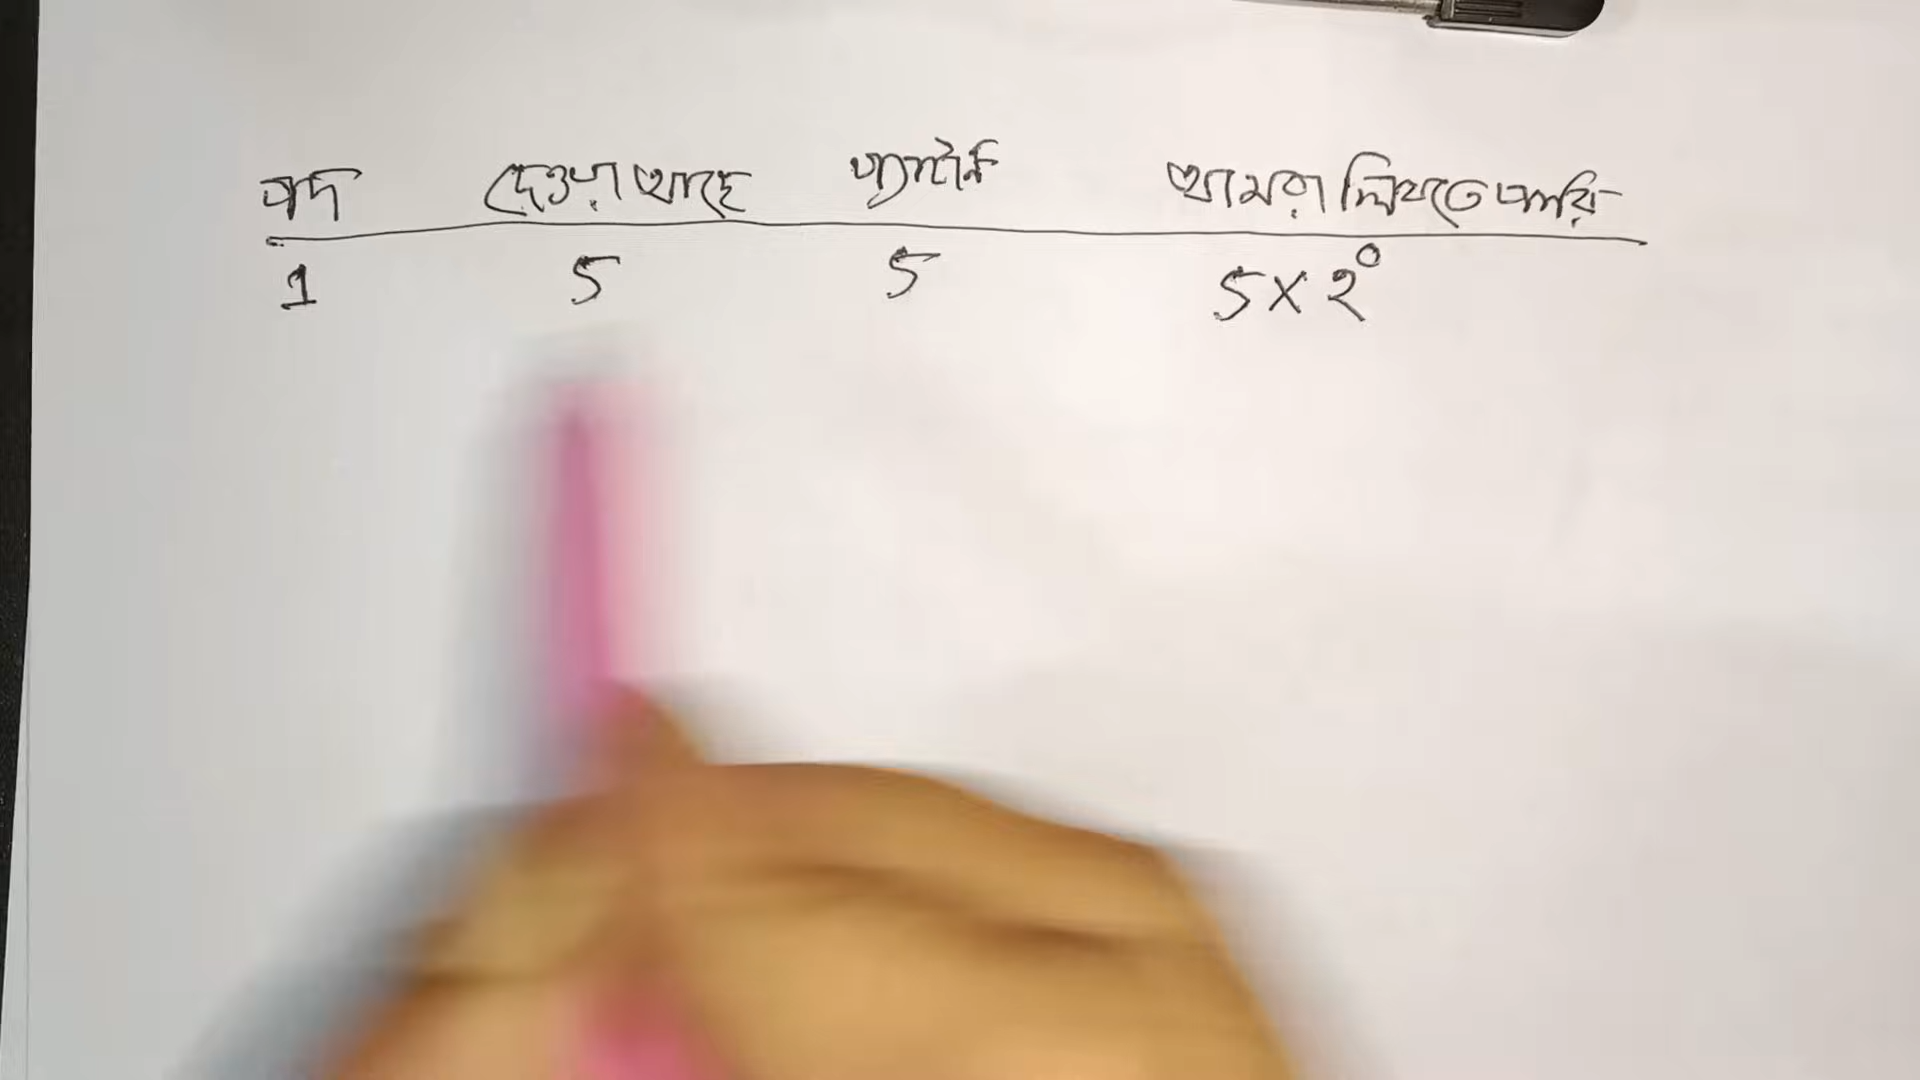 পদ দেওয়া আছে প্যাটার্ন আমরা লিখতে পারি
1 5 5 5 × 2⁰